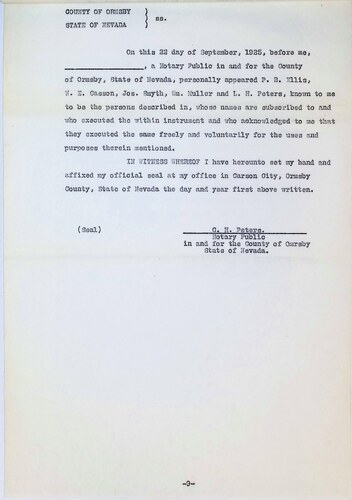 COUNTY OF ORMSBY )
STATE OF NEVADA ) ss.
On this 22 day of September, 1925, before me,
____________________, a Notary Public in and for the County
of Ormsby, State of Nevada, personally appeared P. B. Ellis,
W. K. Casson, Jos. Smyth, Wm. Muller and L. H. Peters, known to me
to be the persons described in, whose names are subscribed to and
who executed the within instrument and who acknowledged to me that
they executed the same freely and voluntarily for the uses and
purposes therein mentioned.
IN WITNESS WHEREOF I have hereunto set my hand and
affixed my official seal at my office in Carson City, Ormsby
County, State of Nevada the day and year first above written.
(Seal)
C. H. Peters.
Notary Public
in and for the County of Ormsby
State of Nevada.
-9-